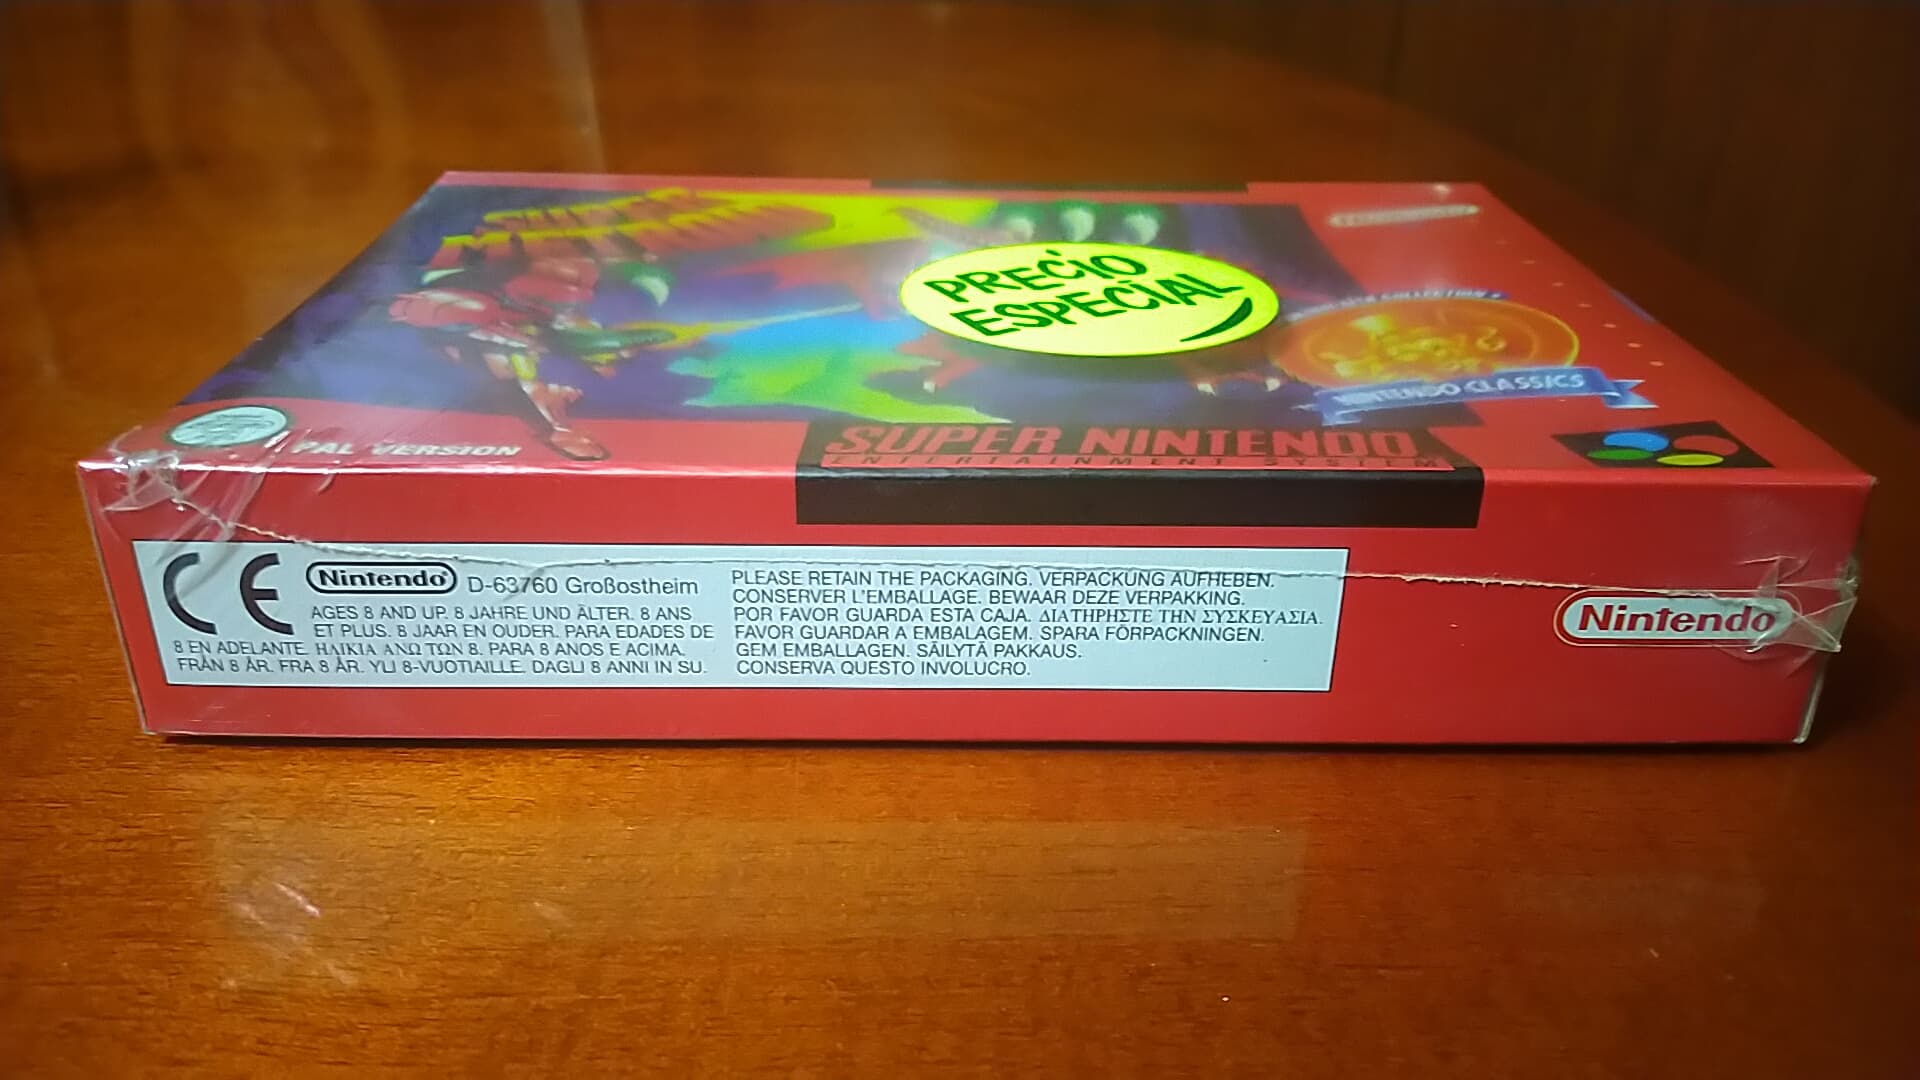 SUPER
METROID
PRECIO
ESPECIAL
NINTENDO CLASSICS
PAL VERSION
SUPER NINTENDO
ENTERTAINMENT SYSTEM
CE
Nintendo
D-63760 Großostheim
AGES 8 AND UP. 8 JAHRE UND ÄLTER. 8 ANS
ET PLUS. 8 JAAR EN OUDER. PARA EDADES DE
8 EN ADELANTE. ΗΛΙΚΙΑ ΑΝΩ ΤΩΝ 8. PARA 8 ANOS E ACIMA.
FRÅN 8 ÅR. FRA 8 ÅR. YLI 8-VUOTIAILLE. DAGLI 8 ANNI IN SU.
PLEASE RETAIN THE PACKAGING. VERPACKUNG AUFHEBEN.
CONSERVER L'EMBALLAGE. BEWAAR DEZE VERPAKKING.
POR FAVOR GUARDA ESTA CAJA. ΔΙΑΤΗΡΗΣΤΕ ΤΗΝ ΣΥΣΚΕΥΑΣΙΑ.
FAVOR GUARDAR A EMBALAGEM. SPARA FÖRPACKNINGEN.
GEM EMBALLAGEN. SÄILYTÄ PAKKAUS.
CONSERVA QUESTO INVOLUCRO.
Nintendo